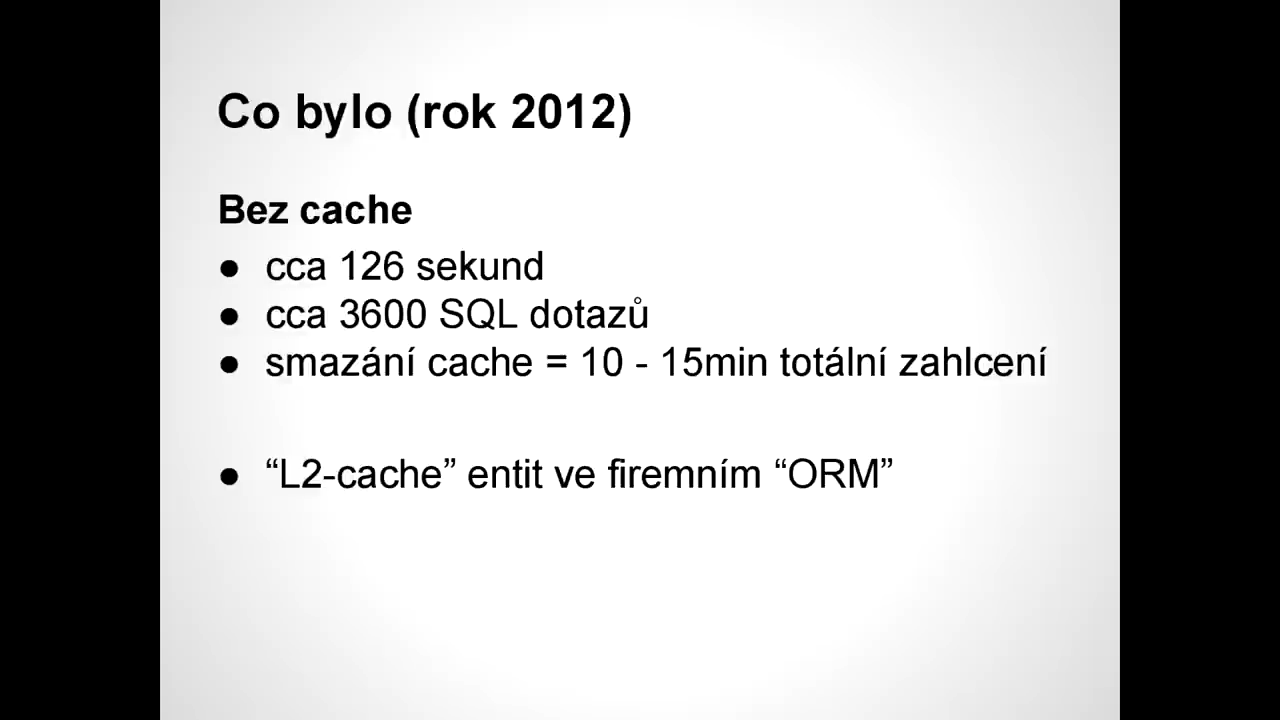 Co bylo (rok 2012)
Bez cache
● cca 126 sekund
● cca 3600 SQL dotazů
● smazání cache = 10 - 15min totální zahlcení
● “L2-cache” entit ve firemním “ORM”